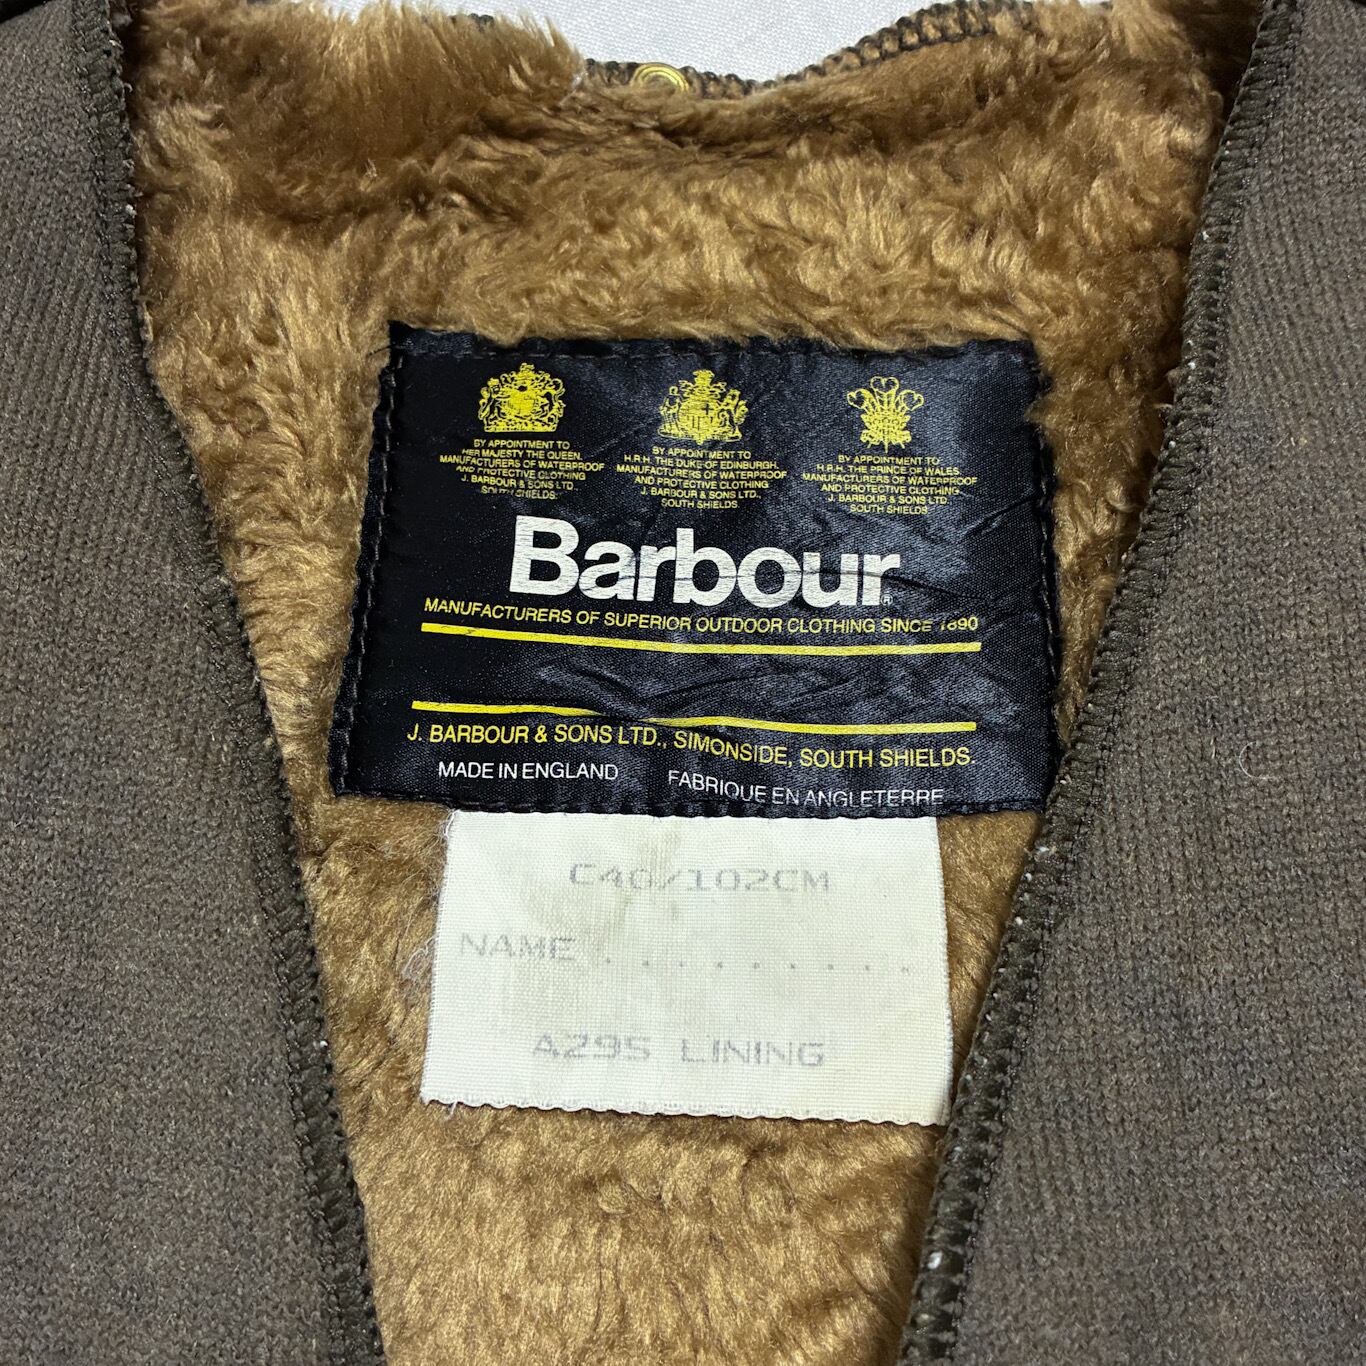 BY APPOINTMENT TO
HER MAJESTY THE QUEEN.
MANUFACTURERS OF WATERPROOF
AND PROTECTIVE CLOTHING
J. BARBOUR & SONS LTD.
SOUTH SHIELDS.
BY APPOINTMENT TO
H.R.H. THE DUKE OF EDINBURGH.
MANUFACTURERS OF WATERPROOF
AND PROTECTIVE CLOTHING
J. BARBOUR & SONS LTD.,
SOUTH SHIELDS.
BY APPOINTMENT TO
H.R.H. THE PRINCE OF WALES
MANUFACTURERS OF WATERPROOF
AND PROTECTIVE CLOTHING.
J. BARBOUR & SONS LTD.
SOUTH SHIELDS.
Barbour®
MANUFACTURERS OF SUPERIOR OUTDOOR CLOTHING SINCE 1890
J. BARBOUR & SONS LTD., SIMONSIDE, SOUTH SHIELDS.
MADE IN ENGLAND FABRIQUE EN ANGLETERRE
C40/102CM
NAME . . . . . . . . .
A295 LINING